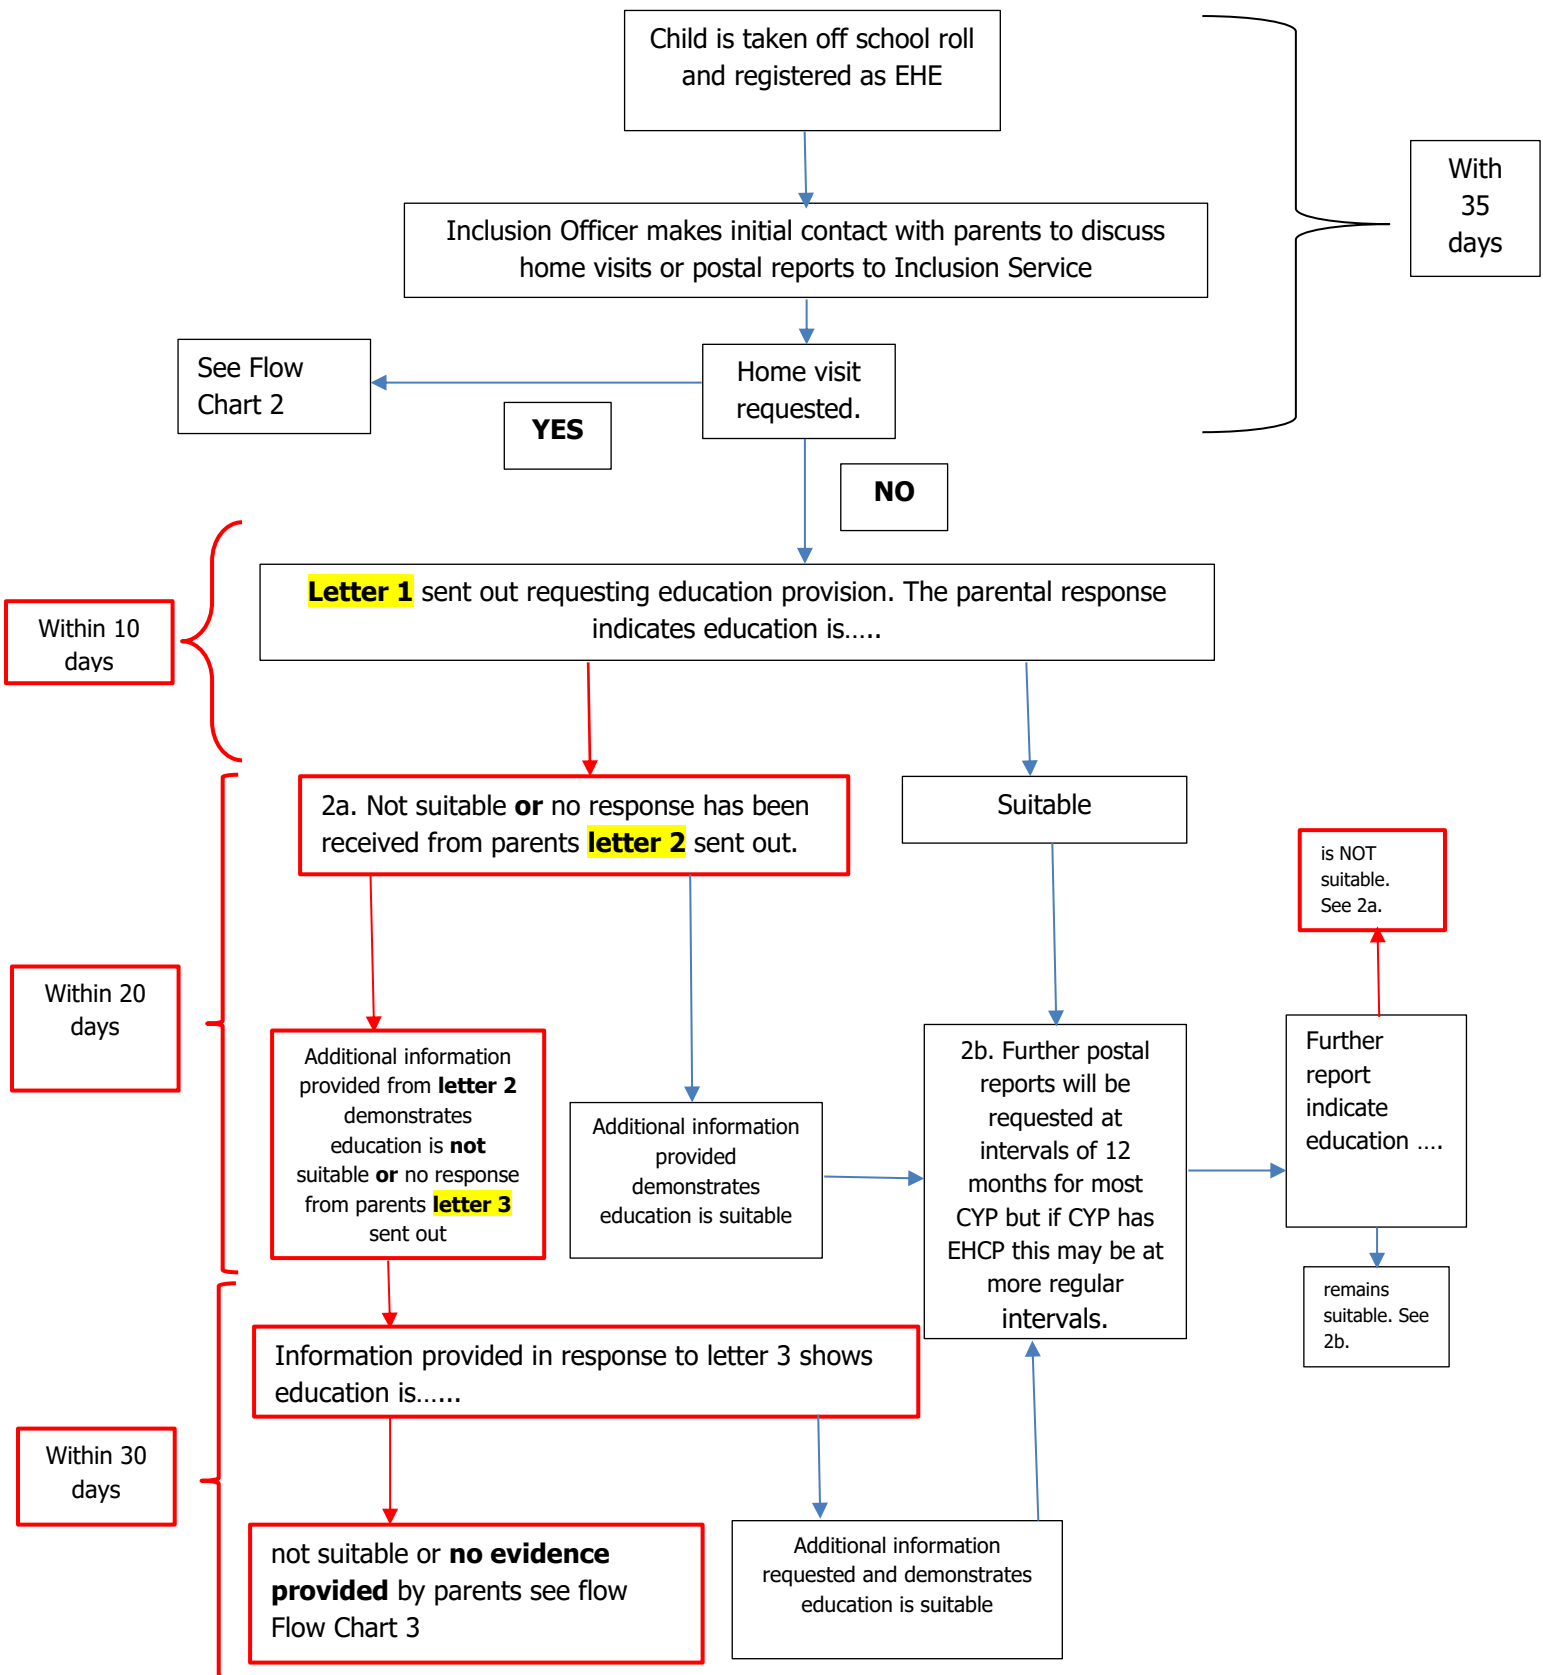 Child is taken off school roll
and registered as EHE
With
35
days
Inclusion Officer makes initial contact with parents to discuss
home visits or postal reports to Inclusion Service
See Flow
Chart 2
Home visit
requested.
YES
NO
Letter 1 sent out requesting education provision. The parental response
indicates education is…..
Within 10
days
2a. Not suitable or no response has been
received from parents letter 2 sent out.
Suitable
is NOT
suitable.
See 2a.
Within 20
days
Additional information
provided from letter 2
demonstrates
education is not
suitable or no response
from parents letter 3
sent out
Additional information
provided
demonstrates
education is suitable
2b. Further postal
reports will be
requested at
intervals of 12
months for most
CYP but if CYP has
EHCP this may be at
more regular
intervals.
Further
report
indicate
education ….
remains
suitable. See
2b.
Information provided in response to letter 3 shows
education is…...
Within 30
days
not suitable or no evidence
provided by parents see flow
Flow Chart 3
Additional information
requested and demonstrates
education is suitable